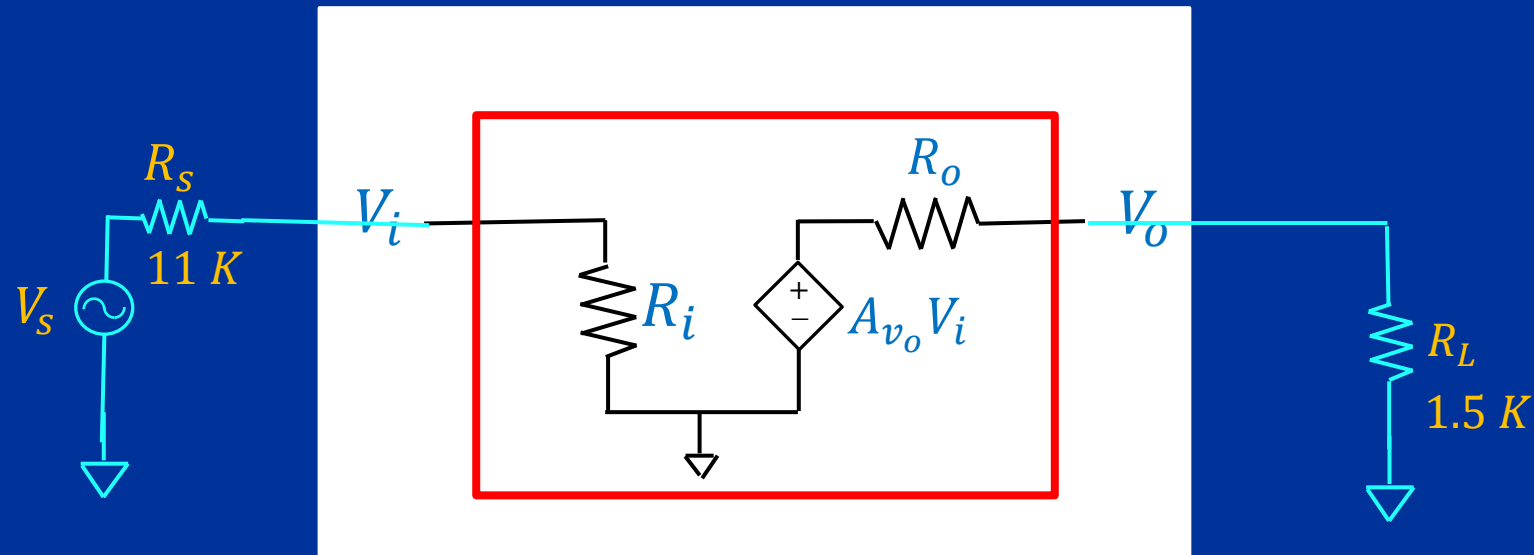 R_s
11 K
V_s
V_i
R_i
+
−
A_{v_o} V_i
R_o
V_o
R_L
1.5 K